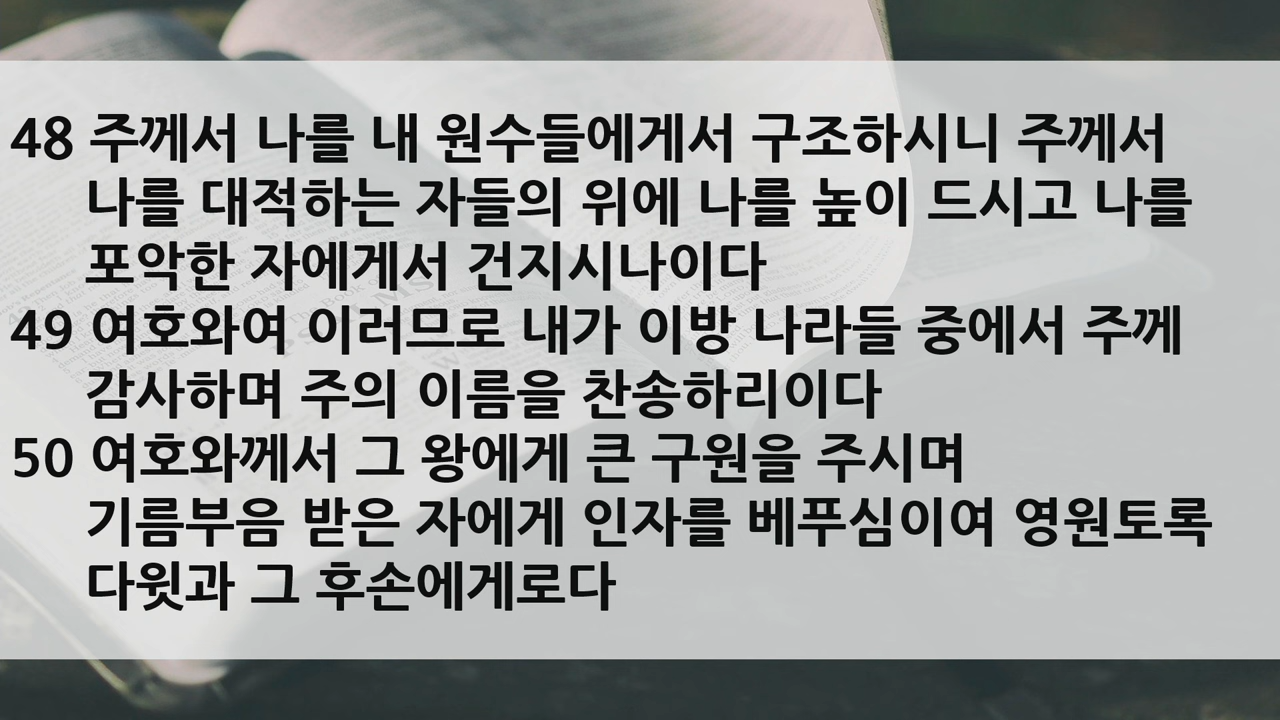 48 주께서 나를 내 원수들에게서 구조하시니 주께서
나를 대적하는 자들의 위에 나를 높이 드시고 나를
포악한 자에게서 건지시나이다
49 여호와여 이러므로 내가 이방 나라들 중에서 주께
감사하며 주의 이름을 찬송하리이다
50 여호와께서 그 왕에게 큰 구원을 주시며
기름부음 받은 자에게 인자를 베푸심이여 영원토록
다윗과 그 후손에게로다